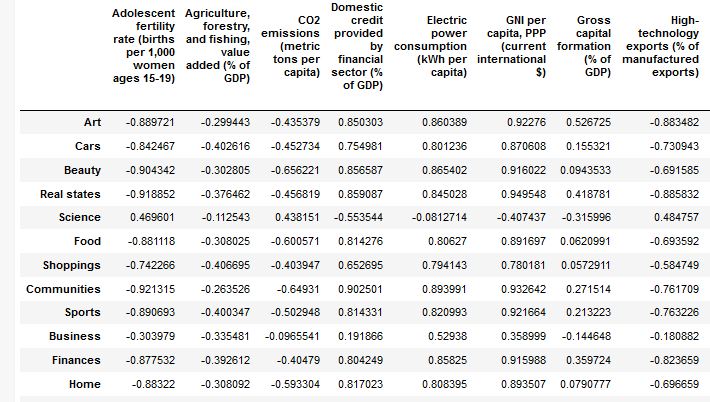 Adolescent fertility rate (births per 1,000 women ages 15-19) Agriculture, forestry, and fishing, value added (% of GDP) CO2 emissions (metric tons per capita) Domestic credit provided by financial sector (% of GDP) Electric power consumption (kWh per capita) GNI per capita, PPP (current international $) Gross capital formation (% of GDP) High-technology exports (% of manufactured exports)
Art -0.889721 -0.299443 -0.435379 0.850303 0.860389 0.92276 0.526725 -0.883482
Cars -0.842467 -0.402616 -0.452734 0.754981 0.801236 0.870608 0.155321 -0.730943
Beauty -0.904342 -0.302805 -0.656221 0.856587 0.865402 0.916022 0.0943533 -0.691585
Real states -0.918852 -0.376462 -0.456819 0.859087 0.845028 0.949548 0.418781 -0.885832
Science 0.469601 -0.112543 0.438151 -0.553544 -0.0812714 -0.407437 -0.315996 0.484757
Food -0.881118 -0.308025 -0.600571 0.814276 0.80627 0.891697 0.0620991 -0.693592
Shoppings -0.742266 -0.406695 -0.403947 0.652695 0.794143 0.780181 0.0572911 -0.584749
Communities -0.921315 -0.263526 -0.64931 0.902501 0.893991 0.932642 0.271514 -0.761709
Sports -0.890693 -0.400347 -0.502948 0.814331 0.820993 0.921664 0.213223 -0.763226
Business -0.303979 -0.335481 -0.0965541 0.191866 0.52938 0.358999 -0.144648 -0.180882
Finances -0.877532 -0.392612 -0.40479 0.804249 0.85825 0.915988 0.359724 -0.823659
Home -0.88322 -0.308092 -0.593304 0.817023 0.808395 0.893507 0.0790777 -0.696659